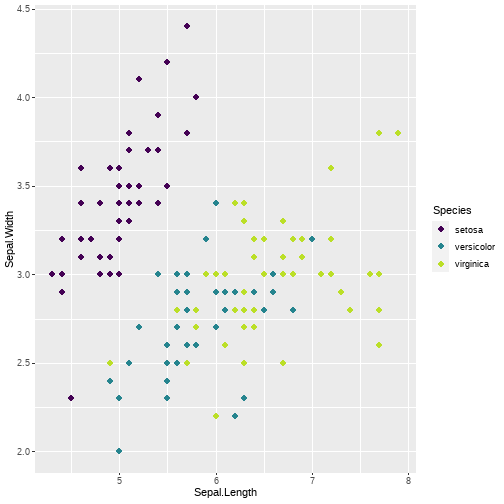 4.5
4.0
3.5
3.0
2.5
2.0
Sepal.Width
5 6 7 8
Sepal.Length
Species
setosa
versicolor
virginica